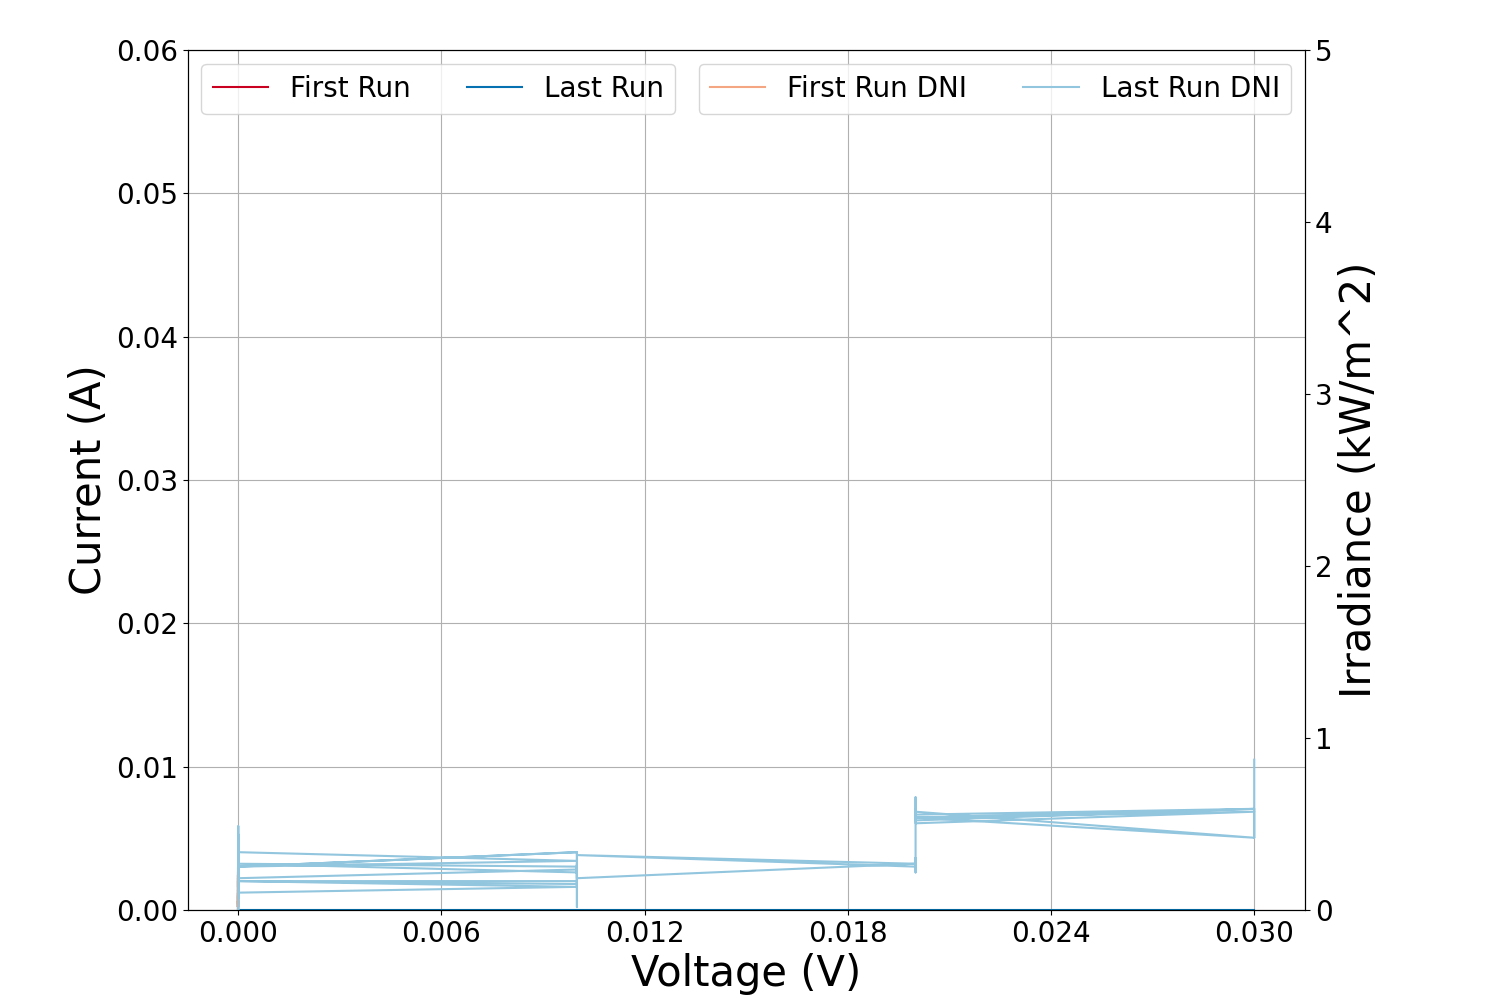 First Run
Last Run
First Run DNI
Last Run DNI
0.06
0.05
0.04
0.03
0.02
0.01
0.00
Current (A)
5
4
3
2
1
0
Irradiance (kW/m^2)
0.000
0.006
0.012
0.018
0.024
0.030
Voltage (V)